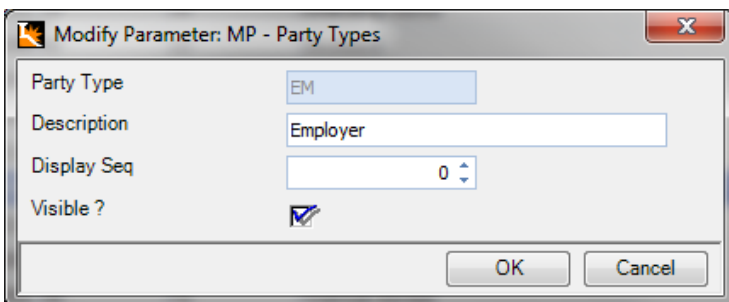 Modify Parameter: MP - Party Types
Party Type EM
Description Employer
Display Seq 0
Visible ?
OK Cancel